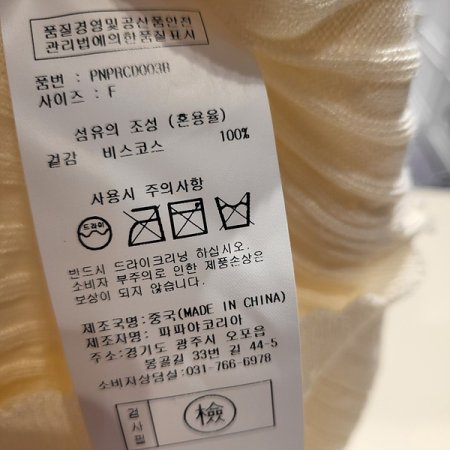 품질경영및공산품안전
관리법에의한품질표시
품번 : PNPRCD003B
사이즈 : F
섬유의 조성 (혼용율)
겉감 비스코스 100%
사용시 주의사항
드라이
반드시 드라이크리닝 하십시오.
소비자 부주의로 인한 제품손상은
보상이 되지 않습니다.
제조국명:중국(MADE IN CHINA)
제조자명: 파파야코리아
주소:경기도 광주시 오포읍
봉골길 33번 길 44-5
소비자상담실:031-766-6978
검사필 檢